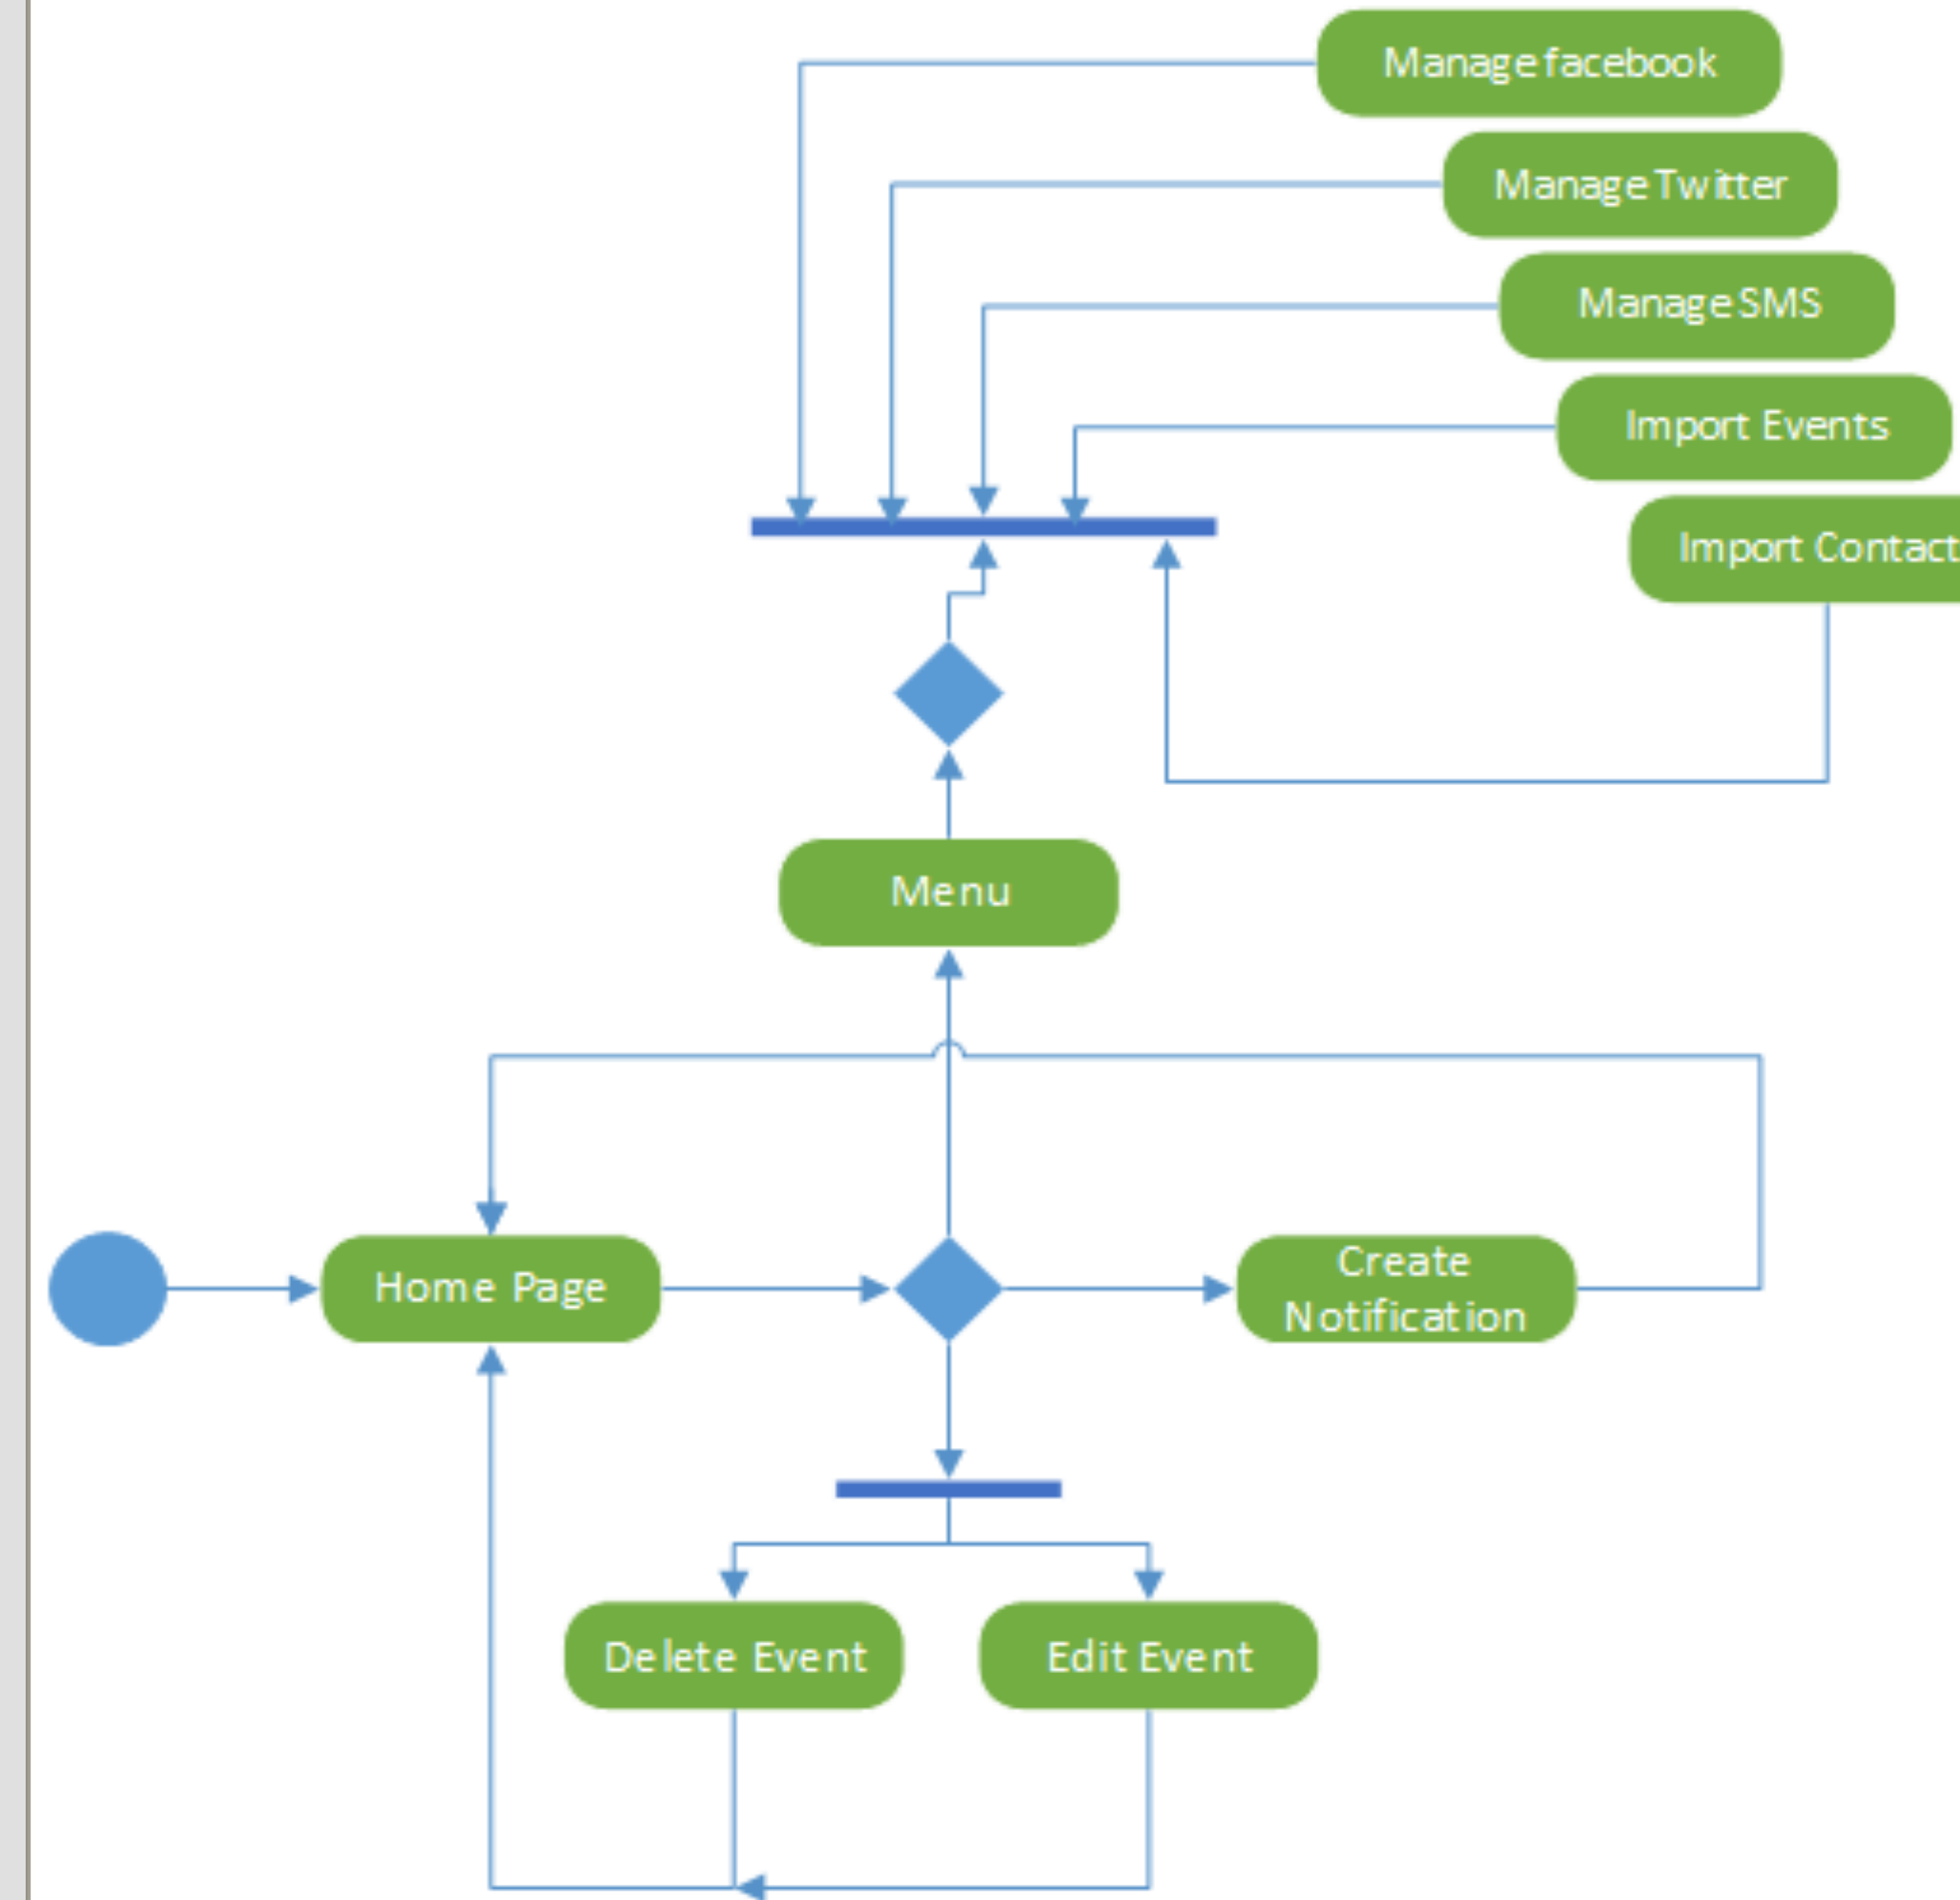 Manage facebook
Manage Twitter
Manage SMS
Import Events
Import Contact
Menu
Home Page
Create
Notification
Delete Event
Edit Event